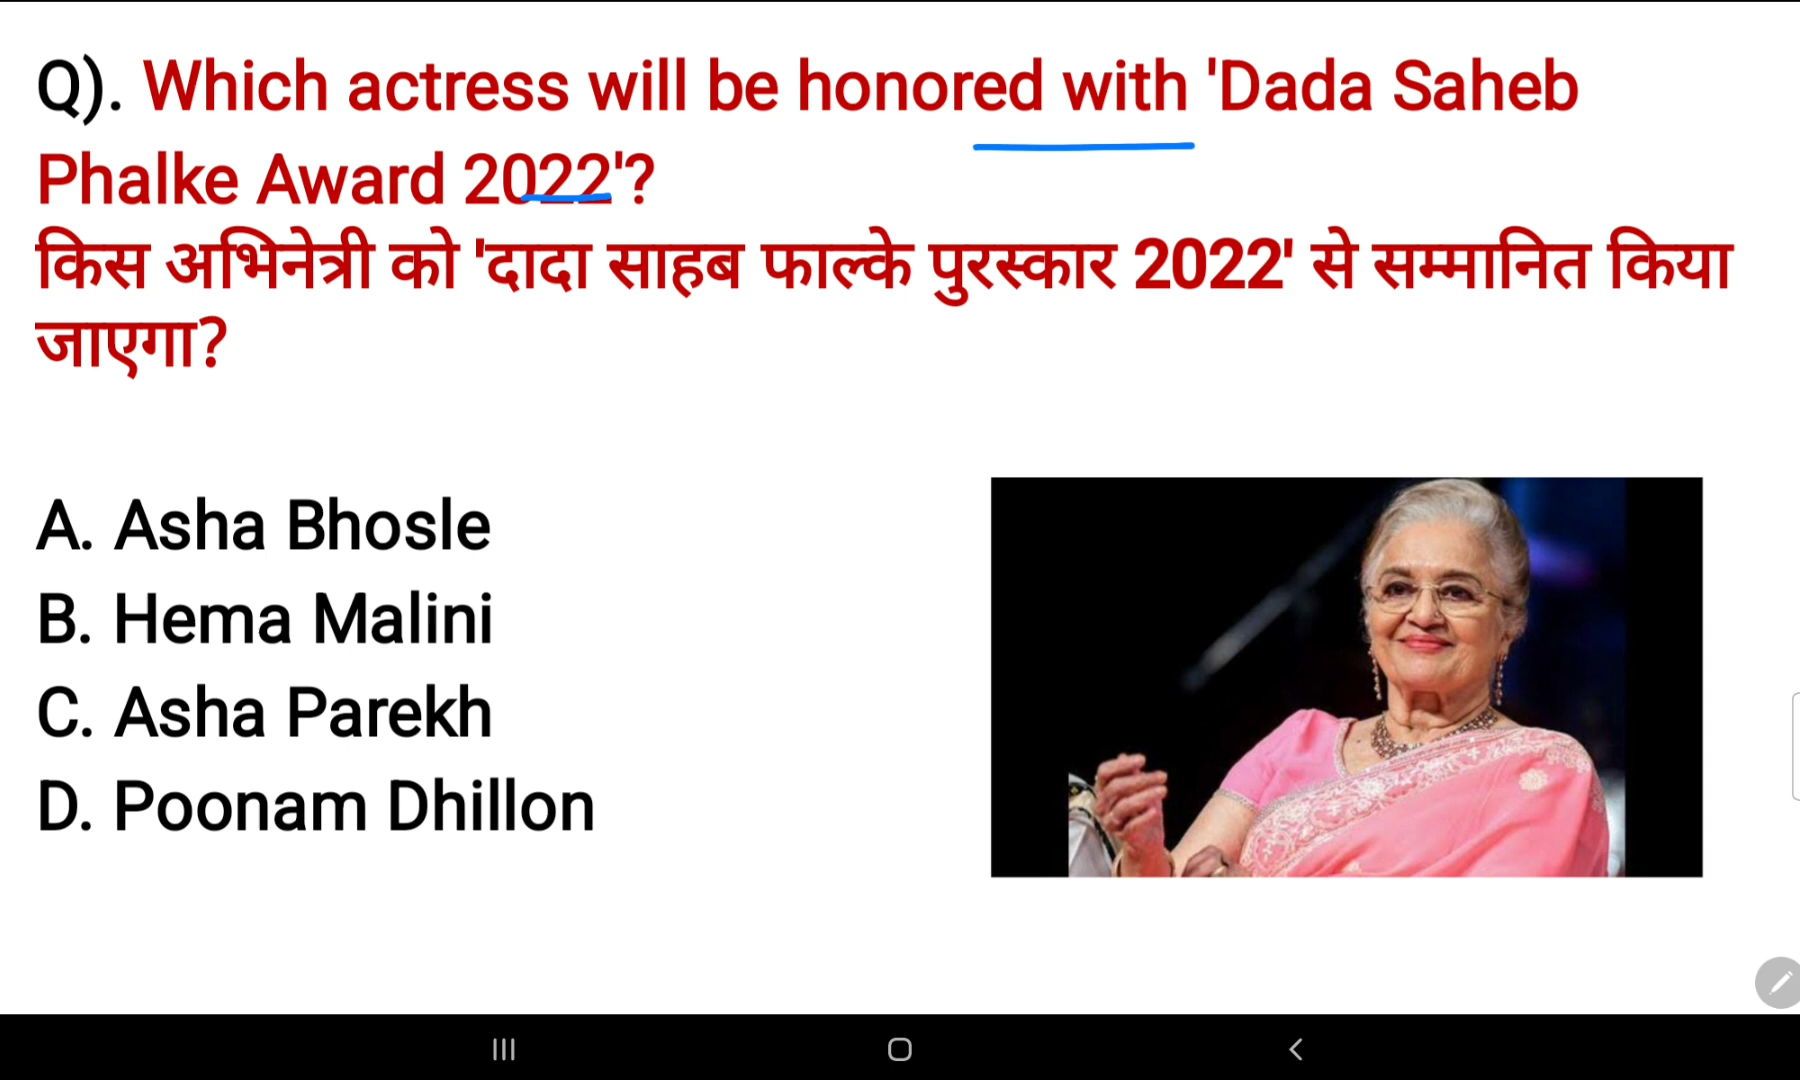 Q). Which actress will be honored with 'Dada Saheb
Phalke Award 2022'?
किस अभिनेत्री को 'दादा साहब फाल्के पुरस्कार 2022' से सम्मानित किया
जाएगा?
A. Asha Bhosle
B. Hema Malini
C. Asha Parekh
D. Poonam Dhillon